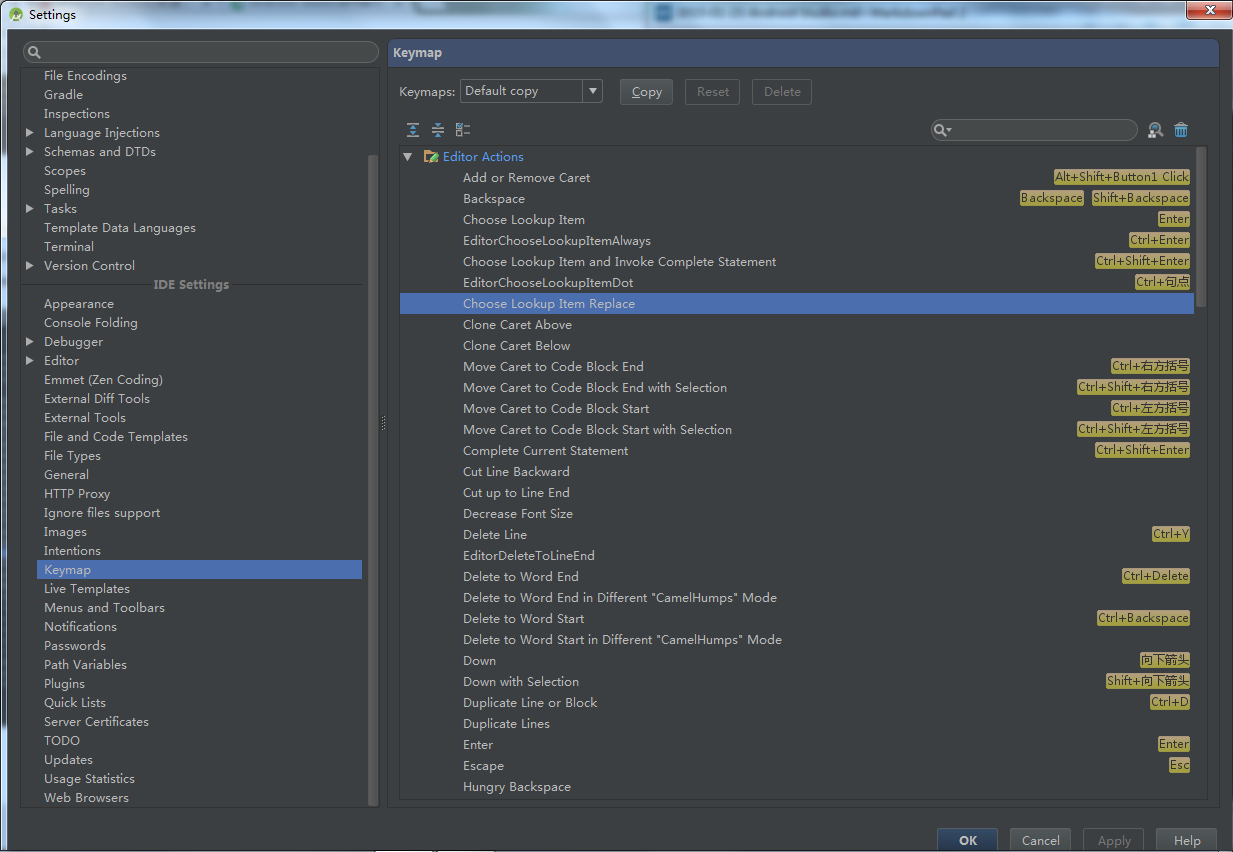 Settings
File Encodings
Gradle
Inspections
Language Injections
Schemas and DTDs
Scopes
Spelling
Tasks
Template Data Languages
Terminal
Version Control
IDE Settings
Appearance
Console Folding
Debugger
Editor
Emmet (Zen Coding)
External Diff Tools
External Tools
File and Code Templates
File Types
General
HTTP Proxy
Ignore files support
Images
Intentions
Keymap
Live Templates
Menus and Toolbars
Notifications
Passwords
Path Variables
Plugins
Quick Lists
Server Certificates
TODO
Updates
Usage Statistics
Web Browsers
Keymap
Keymaps: Default copy Copy Reset Delete
Editor Actions
Add or Remove Caret Alt+Shift+Button1 Click
Backspace Backspace Shift+Backspace
Choose Lookup Item Enter
EditorChooseLookupItemAlways Ctrl+Enter
Choose Lookup Item and Invoke Complete Statement Ctrl+Shift+Enter
EditorChooseLookupItemDot Ctrl+句点
Choose Lookup Item Replace
Clone Caret Above
Clone Caret Below
Move Caret to Code Block End Ctrl+右方括号
Move Caret to Code Block End with Selection Ctrl+Shift+右方括号
Move Caret to Code Block Start Ctrl+左方括号
Move Caret to Code Block Start with Selection Ctrl+Shift+左方括号
Complete Current Statement Ctrl+Shift+Enter
Cut Line Backward
Cut up to Line End
Decrease Font Size
Delete Line Ctrl+Y
EditorDeleteToLineEnd
Delete to Word End Ctrl+Delete
Delete to Word End in Different "CamelHumps" Mode
Delete to Word Start Ctrl+Backspace
Delete to Word Start in Different "CamelHumps" Mode
Down 向下箭头
Down with Selection Shift+向下箭头
Duplicate Line or Block Ctrl+D
Duplicate Lines
Enter Enter
Escape Esc
Hungry Backspace
OK Cancel Apply Help